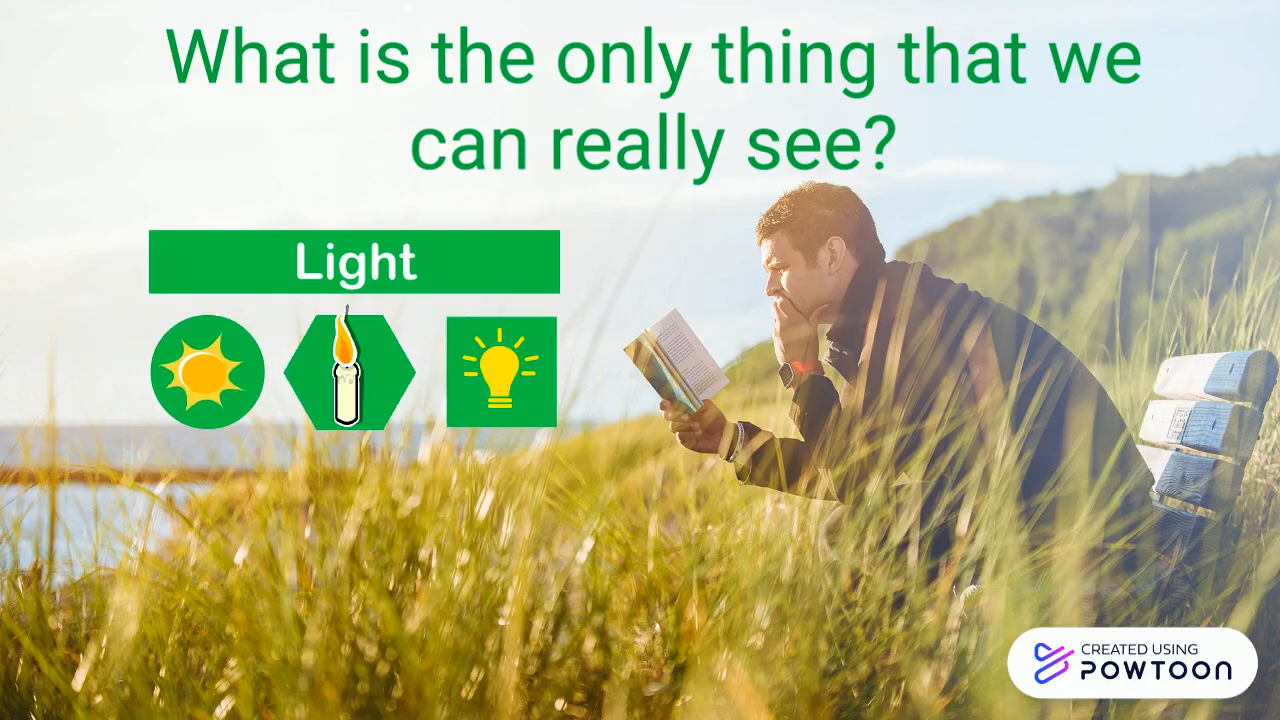 What is the only thing that we
can really see?
Light
CREATED USING
POWTOON